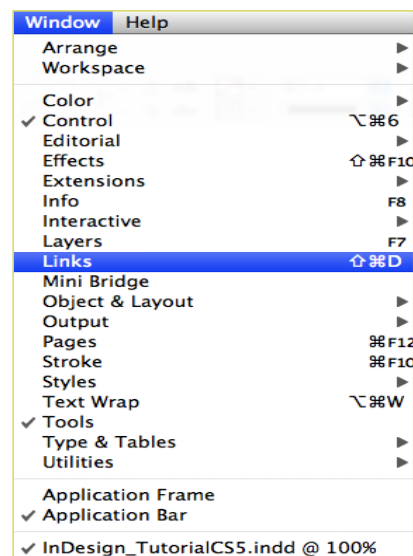 Window Help
Arrange ▶
Workspace ▶
Color ▶
✓ Control ⌥⌘6
Editorial ▶
Effects ⇧⌘F10
Extensions ▶
Info F8
Interactive ▶
Layers F7
Links ⇧⌘D
Mini Bridge
Object & Layout ▶
Output ▶
Pages ⌘F12
Stroke ⌘F10
Styles ▶
Text Wrap ⌥⌘W
✓ Tools
Type & Tables ▶
Utilities ▶
Application Frame
✓ Application Bar
✓ InDesign_TutorialCS5.indd @ 100%